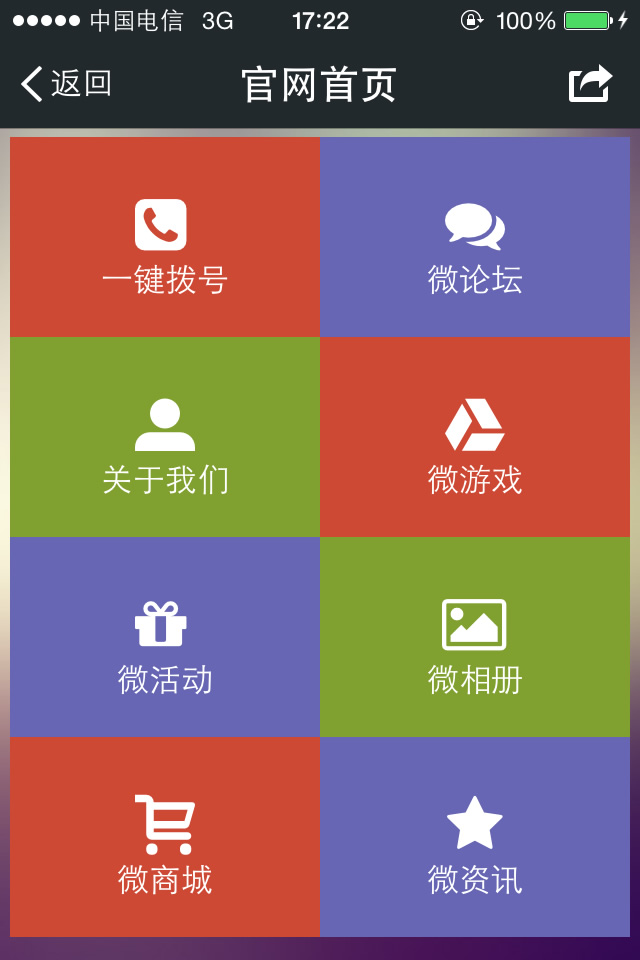 中国电信 3G 17:22 100%
返回 官网首页
一键拨号 微论坛
关于我们 微游戏
微活动 微相册
微商城 微资讯